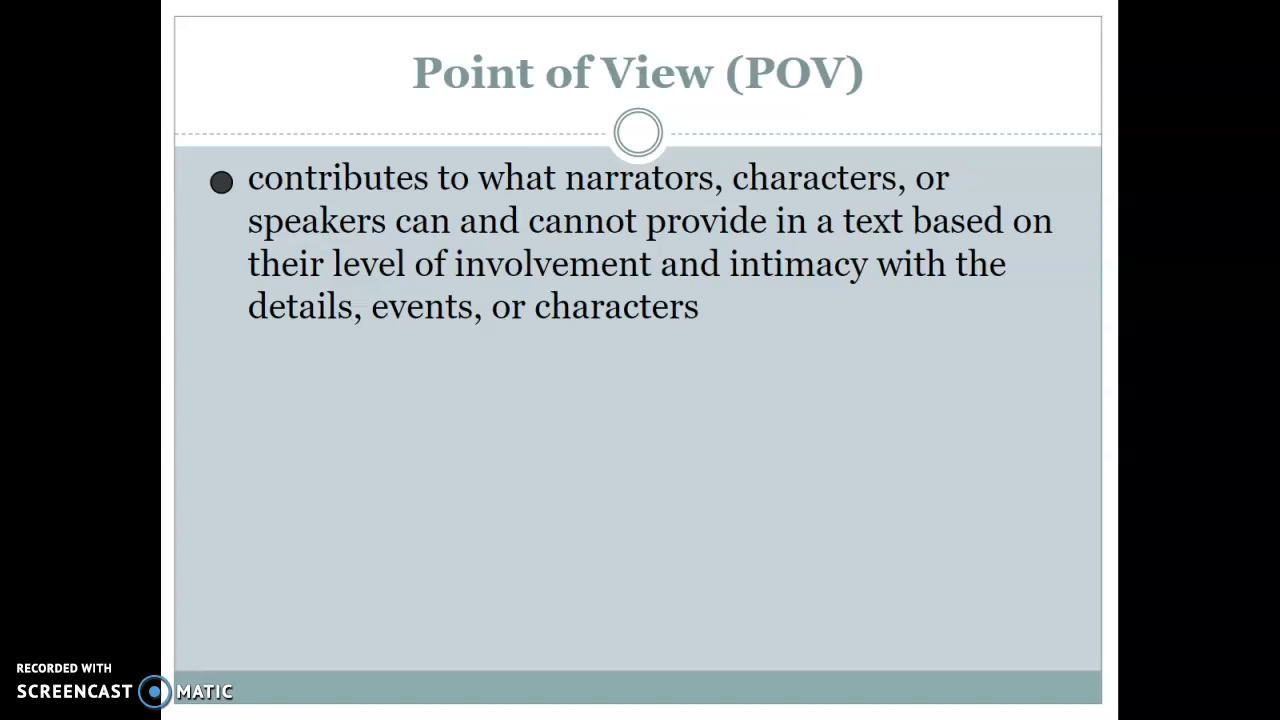 Point of View (POV)
contributes to what narrators, characters, or
speakers can and cannot provide in a text based on
their level of involvement and intimacy with the
details, events, or characters
RECORDED WITH
SCREENCAST MATIC